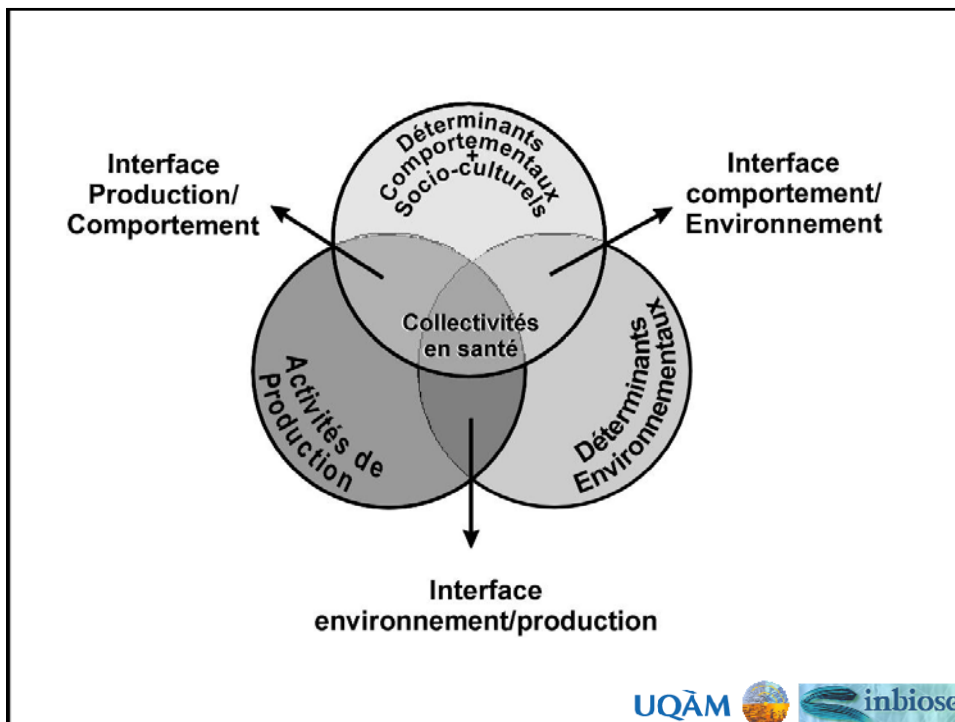 Déterminants
Comportementaux
+
Socio-culturels
Interface
Production/
Comportement
Interface
comportement/
Environnement
Collectivités
en santé
Activités de
Production
Déterminants
Environnementaux
Interface
environnement/production
UQÀM
inbiose